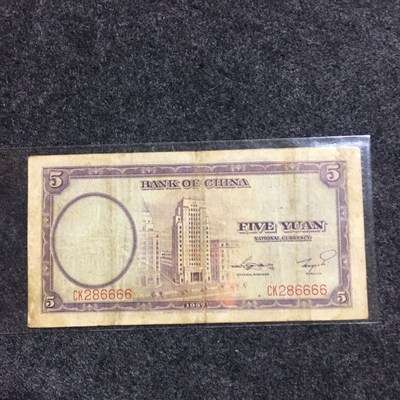 5 5
BANK OF CHINA
FIVE YUAN
NATIONAL CURRENCY
CK286666 CK286666
5 1937 5